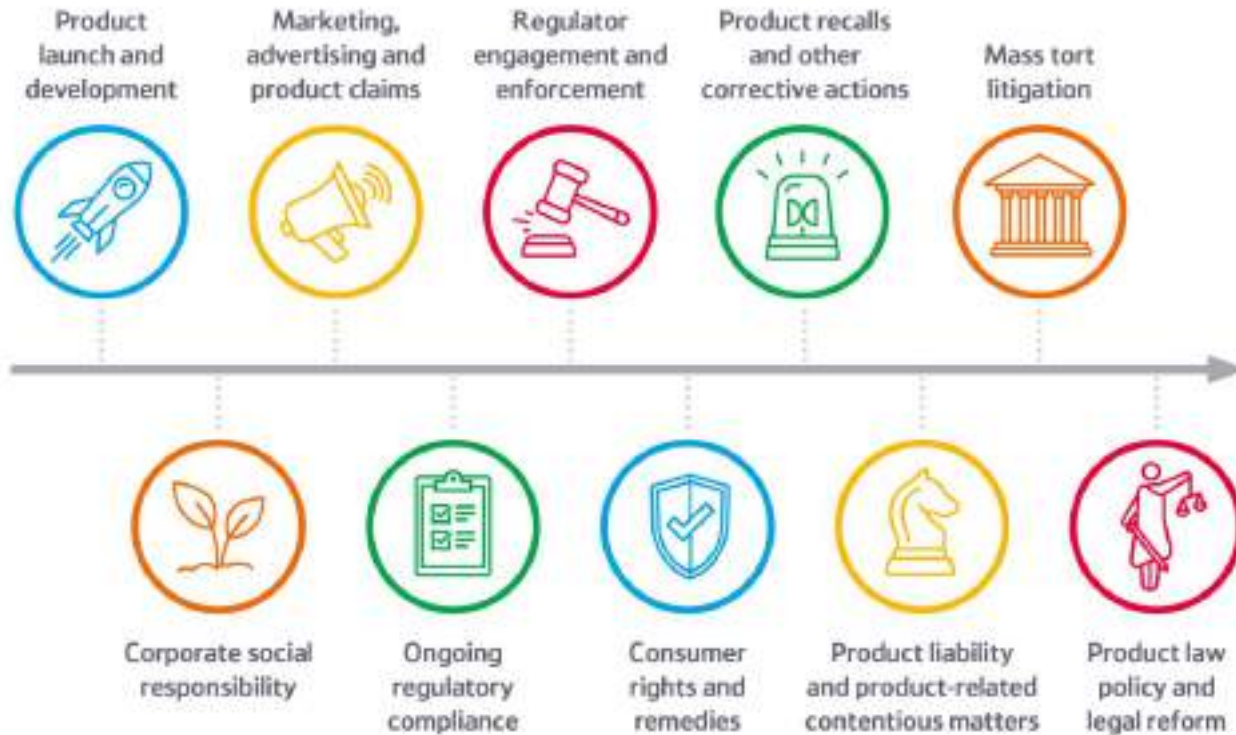 Product
launch and
development
Marketing,
advertising and
product claims
Regulator
engagement and
enforcement
Product recalls
and other
corrective actions
Mass tort
litigation
Corporate social
responsibility
Ongoing
regulatory
compliance
Consumer
rights and
remedies
Product liability
and product-related
contentious matters
Product law
policy and
legal reform